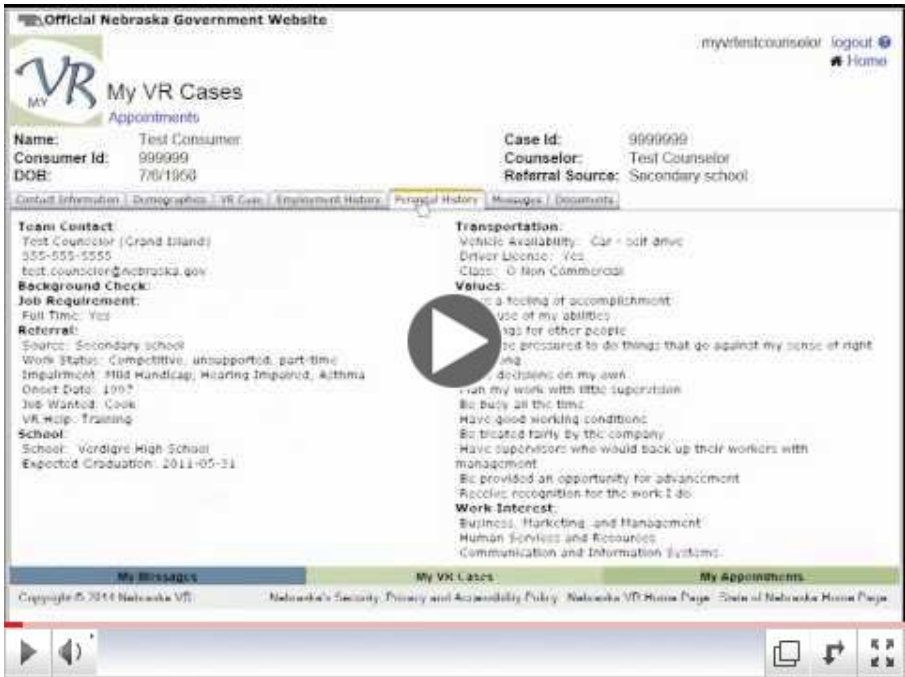 Official Nebraska Government Website
myvrtestcounselor logout
Home
MY VR
My VR Cases
Appointments
Name: Test Consumer
Consumer Id: 999999
DOB: 7/6/1958
Case Id: 9999999
Counselor: Test Counselor
Referral Source: Secondary school
Contact Information Demographics VR Case Employment History Personal History Messages Documents
Team Contact:
Test Counselor (Grand Island)
555-555-5555
test.counselor@nebraska.gov
Background Check:
Job Requirement:
Full Time: Yes
Referral:
Source: Secondary school
Work Status: Competitive, unsupported, part-time
Impairment: Mild Handicap, Hearing Impaired, Asthma
Onset Date: 1997
Job Wanted: Cook
VR Help: Training
School:
School: Verdigre High School
Expected Graduation: 2011-05-31
Transportation:
Vehicle Availability: Car - self drive
Driver License: Yes
Class: O Non Commercial
Values:
a feeling of accomplishment
use of my abilities
for other people
be pressured to do things that go against my sense of right
decisions on my own
Plan my work with little supervision
Be busy all the time
Have good working conditions
Be treated fairly by the company
Have supervisors who would back up their workers with
management
Be provided an opportunity for advancement
Receive recognition for the work I do
Work Interest:
Business, Marketing, and Management
Human Services and Resources
Communication and Information Systems
My Messages My VR Cases My Appointments
Copyright © 2014 Nebraska VR Nebraska's Security, Privacy and Accessibility Policy Nebraska VR Home Page State of Nebraska Home Page